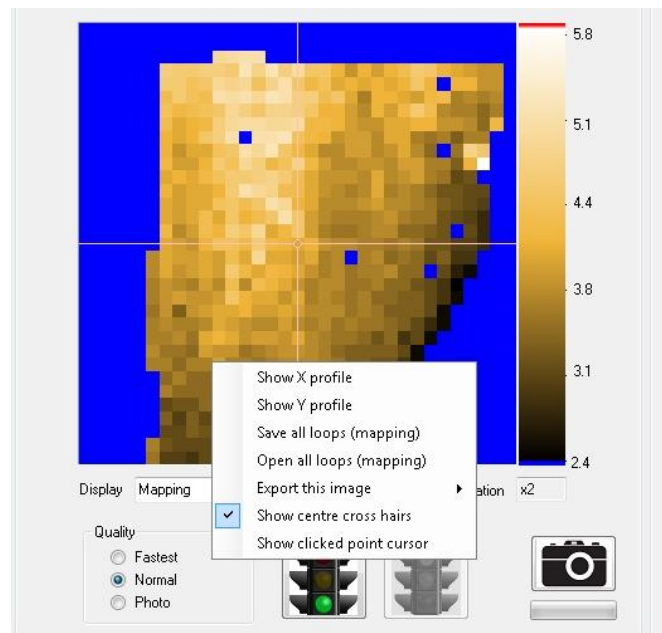 5.8
5.1
4.4
3.8
3.1
2.4
Show X profile
Show Y profile
Save all loops (mapping)
Open all loops (mapping)
Export this image
Show centre cross hairs
Show clicked point cursor
Display Mapping ation x2
Quality
Fastest
Normal
Photo